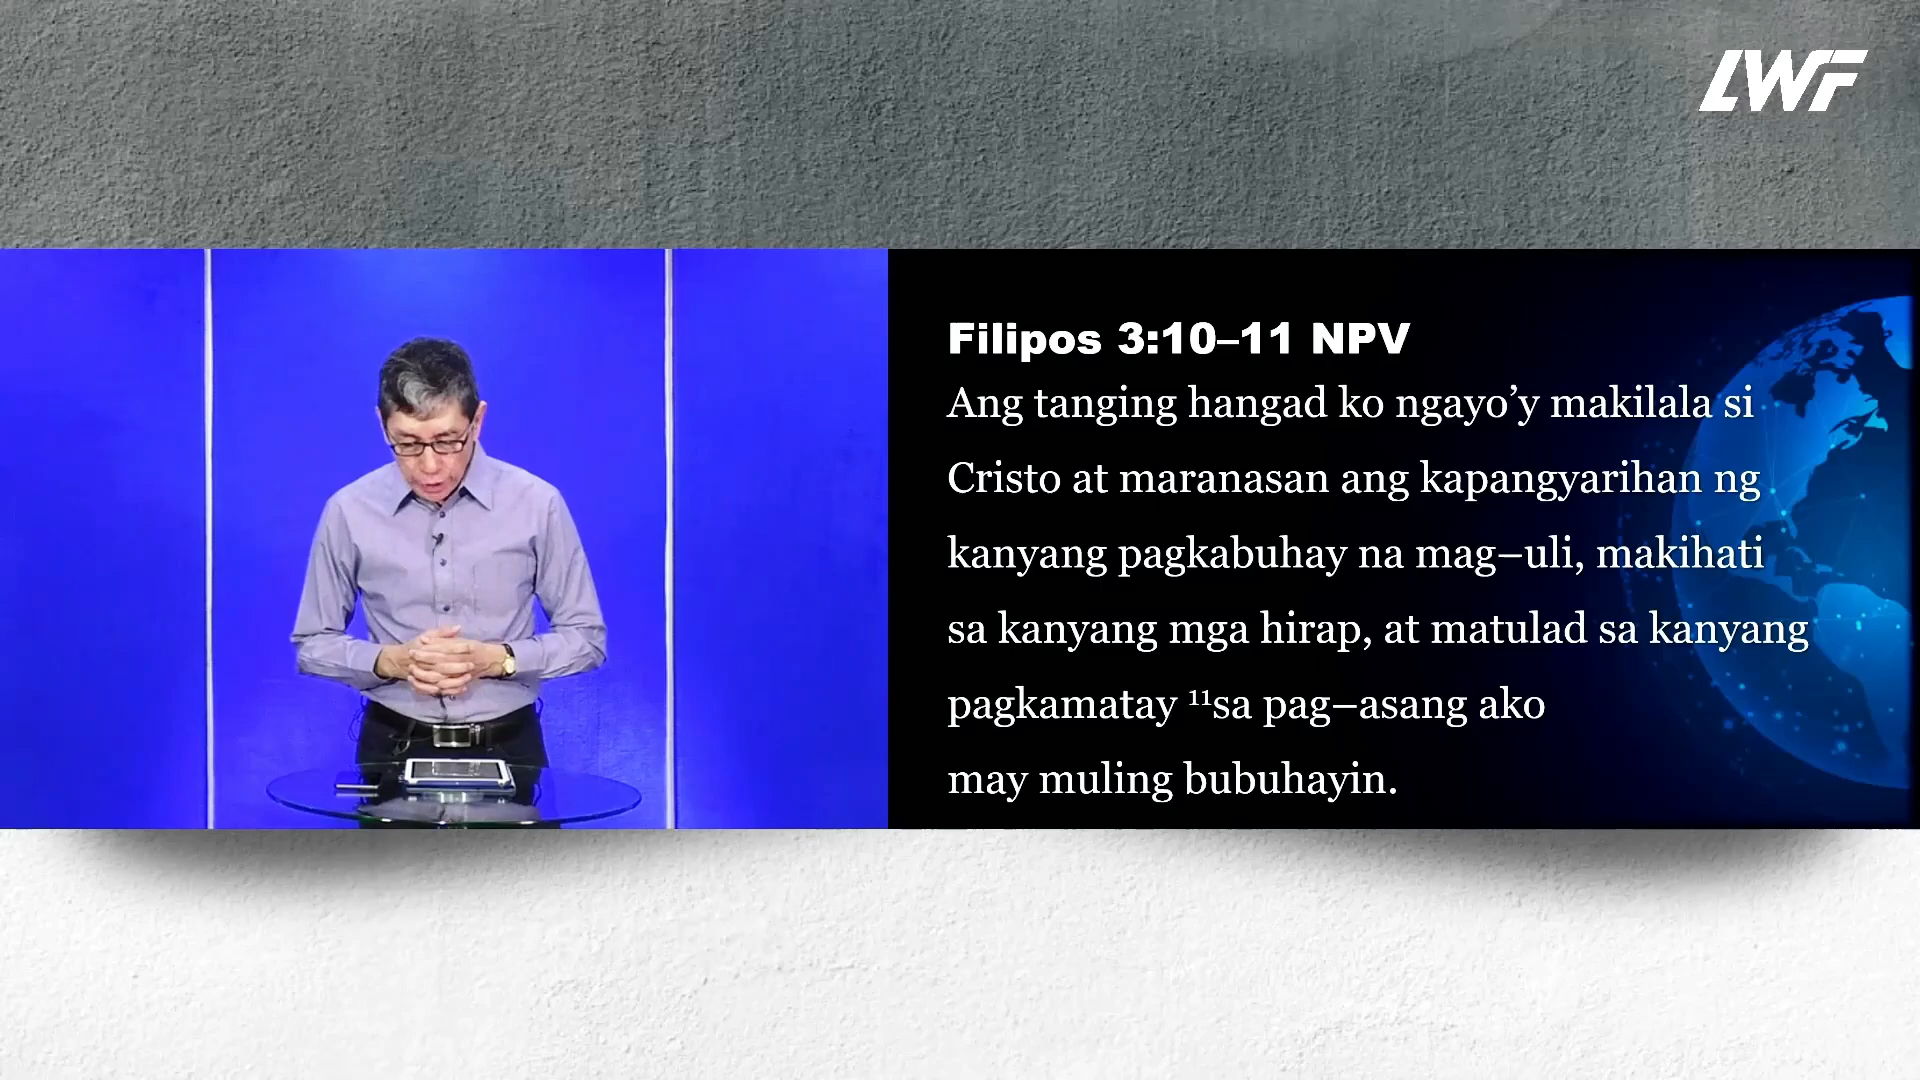 LWF
Filipos 3:10–11 NPV
Ang tanging hangad ko ngayo’y makilala si
Cristo at maranasan ang kapangyarihan ng
kanyang pagkabuhay na mag–uli, makihati
sa kanyang mga hirap, at matulad sa kanyang
pagkamatay ¹¹sa pag–asang ako
may muling bubuhayin.